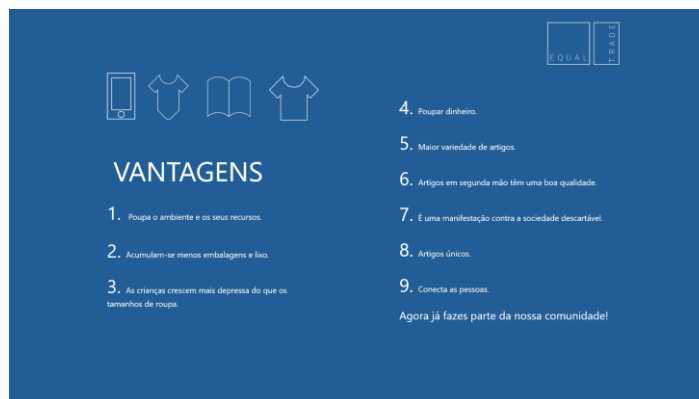 EQUAL
TRADE
VANTAGENS
1. Poupa o ambiente e os seus recursos.
2. Acumulam-se menos embalagens e lixo.
3. As crianças crescem mais depressa do que os
tamanhos de roupa.
4. Poupar dinheiro.
5. Maior variedade de artigos.
6. Artigos em segunda mão têm uma boa qualidade.
7. É uma manifestação contra a sociedade descartável.
8. Artigos únicos.
9. Conecta as pessoas.
Agora já fazes parte da nossa comunidade!